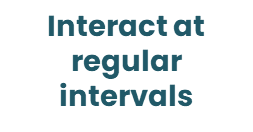 Interact at
regular
intervals